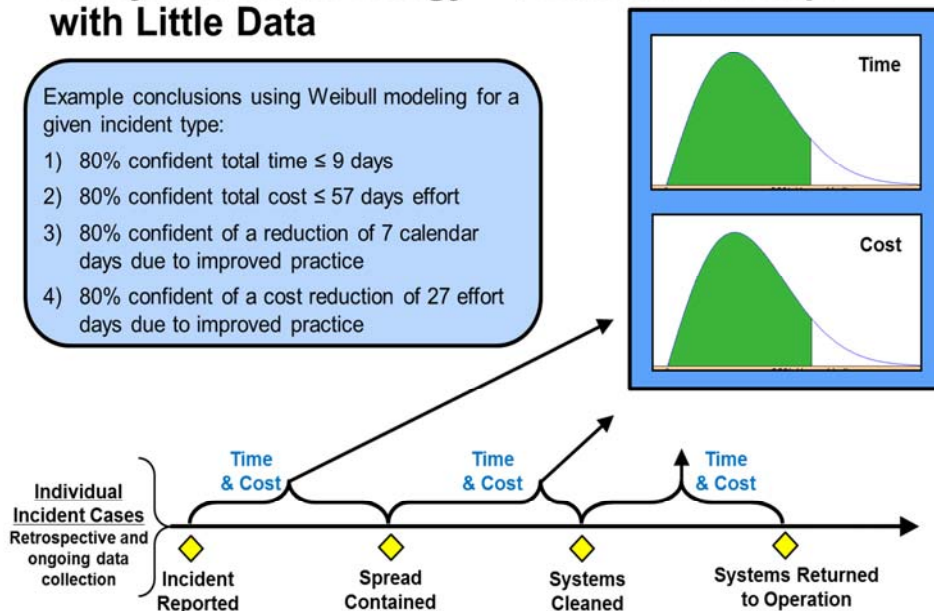 with Little Data
Example conclusions using Weibull modeling for a
given incident type:
1) 80% confident total time ≤ 9 days
2) 80% confident total cost ≤ 57 days effort
3) 80% confident of a reduction of 7 calendar
days due to improved practice
4) 80% confident of a cost reduction of 27 effort
days due to improved practice
Time
Cost
Time
& Cost
Time
& Cost
Time
& Cost
Individual
Incident Cases
Retrospective and
ongoing data
collection
Incident
Reported
Spread
Contained
Systems
Cleaned
Systems Returned
to Operation